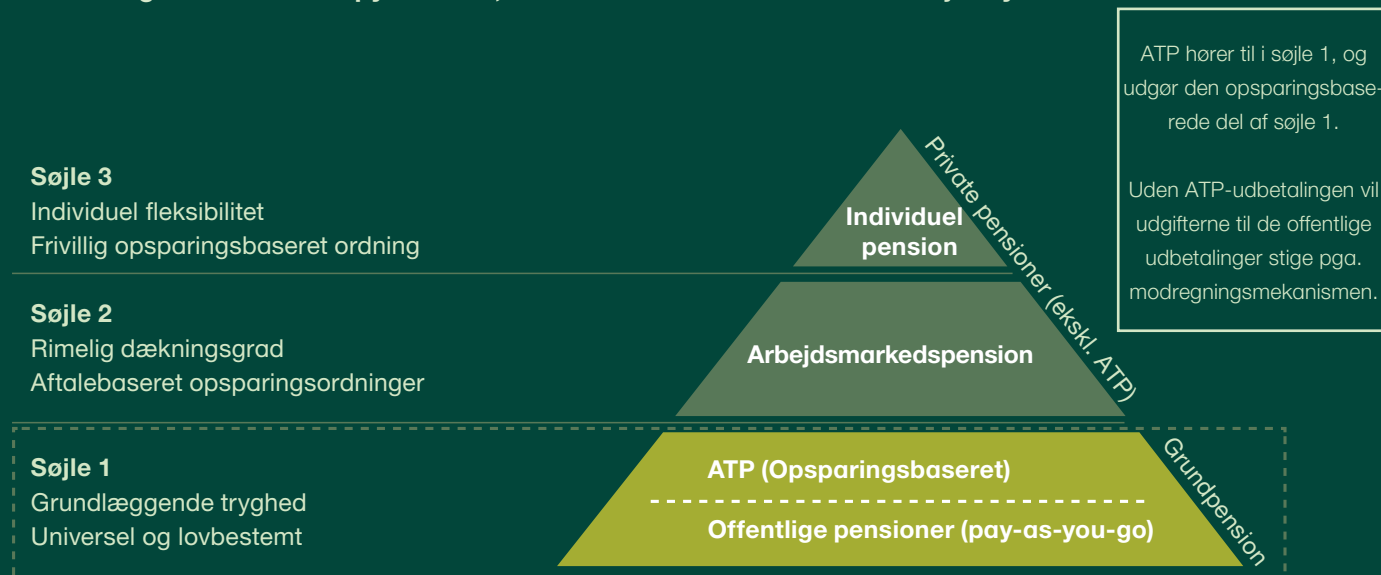 ATP hører til i søjle 1, og
udgør den opsparingsbase-
rede del af søjle 1.
Uden ATP-udbetalingen vil
udgifterne til de offentlige
udbetalinger stige pga.
modregningsmekanismen.
Søjle 3
Individuel fleksibilitet
Frivillig opsparingsbaseret ordning
Individuel
pension
Private pensioner (ekskl. ATP)
Søjle 2
Rimelig dækningsgrad
Aftalebaseret opsparingsordninger
Arbejdsmarkedspension
Søjle 1
Grundlæggende tryghed
Universel og lovbestemt
ATP (Opsparingsbaseret)
Offentlige pensioner (pay-as-you-go)
Grundpension